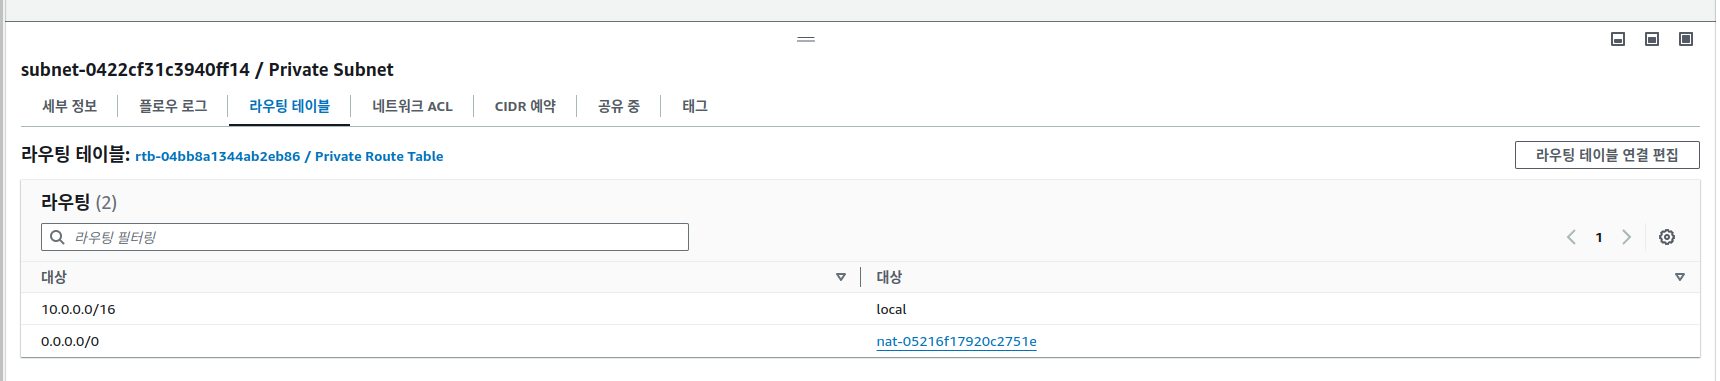 subnet-0422cf31c3940ff14 / Private Subnet
세부 정보 플로우 로그 라우팅 테이블 네트워크 ACL CIDR 예약 공유 중 태그
라우팅 테이블: rtb-04bb8a1344ab2eb86 / Private Route Table 라우팅 테이블 연결 편집
라우팅 (2)
라우팅 필터링 1
대상 대상
10.0.0.0/16 local
0.0.0.0/0 nat-05216f17920c2751e